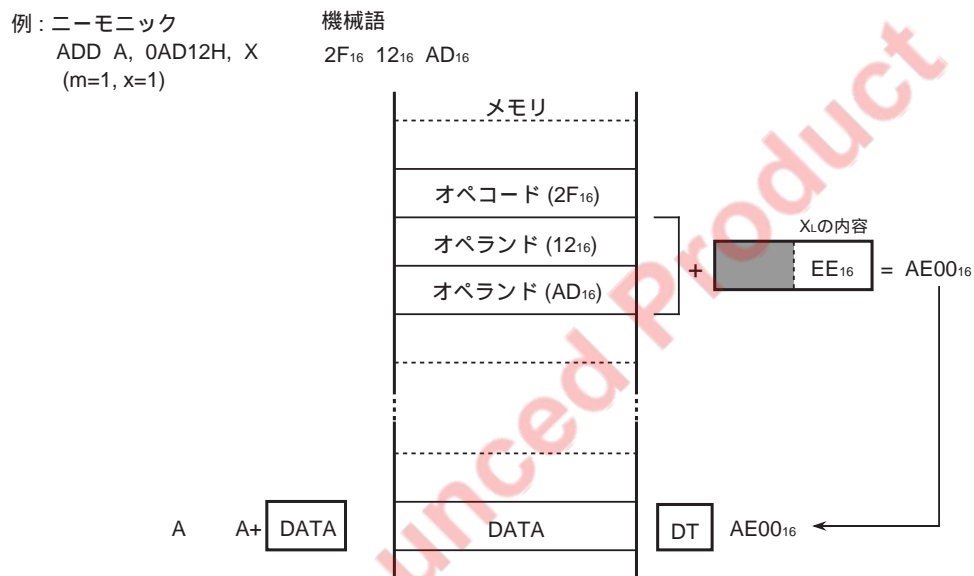 例：ニーモニック 機械語
ADD A, 0AD12H, X 2F₁₆ 12₁₆ AD₁₆
(m=1, x=1)
メモリ
オペコード (2F₁₆)
XLの内容
オペランド (12₁₆)
+ EE₁₆ = AE00₁₆
オペランド (AD₁₆)
A A+ DATA DATA DT AE00₁₆
unced Product